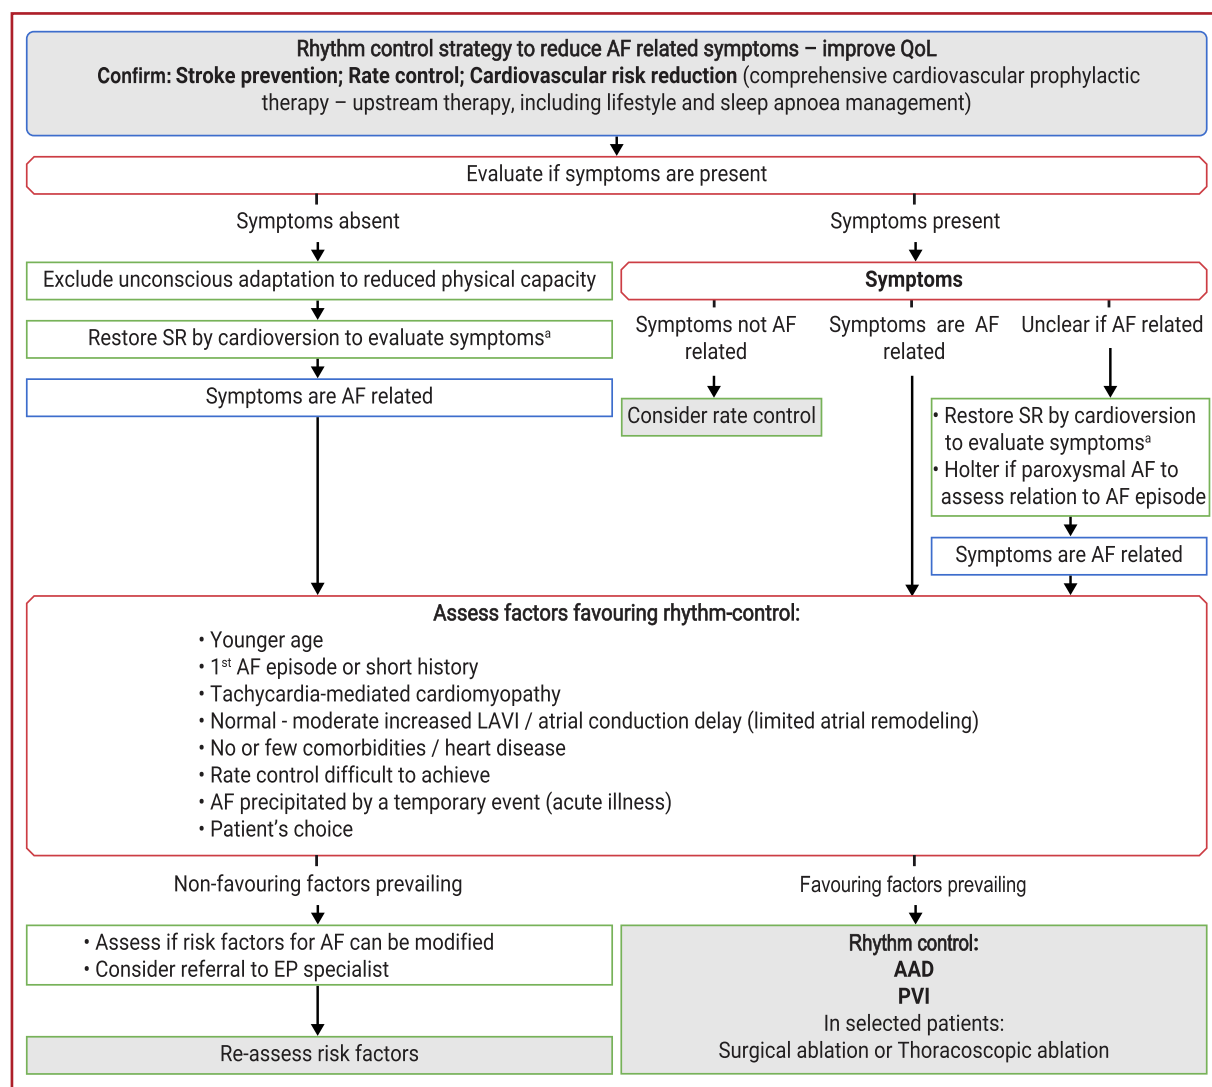 Rhythm control strategy to reduce AF related symptoms – improve QoL
Confirm: Stroke prevention; Rate control; Cardiovascular risk reduction (comprehensive cardiovascular prophylactic
therapy – upstream therapy, including lifestyle and sleep apnoea management)
Evaluate if symptoms are present
Symptoms absent
Symptoms present
Exclude unconscious adaptation to reduced physical capacity
Restore SR by cardioversion to evaluate symptomsᵃ
Symptoms are AF related
Symptoms
Symptoms not AF
related
Symptoms are AF
related
Unclear if AF related
Consider rate control
• Restore SR by cardioversion
to evaluate symptomsᵃ
• Holter if paroxysmal AF to
assess relation to AF episode
Symptoms are AF related
Assess factors favouring rhythm-control:
• Younger age
• 1ˢᵗ AF episode or short history
• Tachycardia-mediated cardiomyopathy
• Normal - moderate increased LAVI / atrial conduction delay (limited atrial remodeling)
• No or few comorbidities / heart disease
• Rate control difficult to achieve
• AF precipitated by a temporary event (acute illness)
• Patient’s choice
Non-favouring factors prevailing
Favouring factors prevailing
• Assess if risk factors for AF can be modified
• Consider referral to EP specialist
Re-assess risk factors
Rhythm control:
AAD
PVI
In selected patients:
Surgical ablation or Thoracoscopic ablation